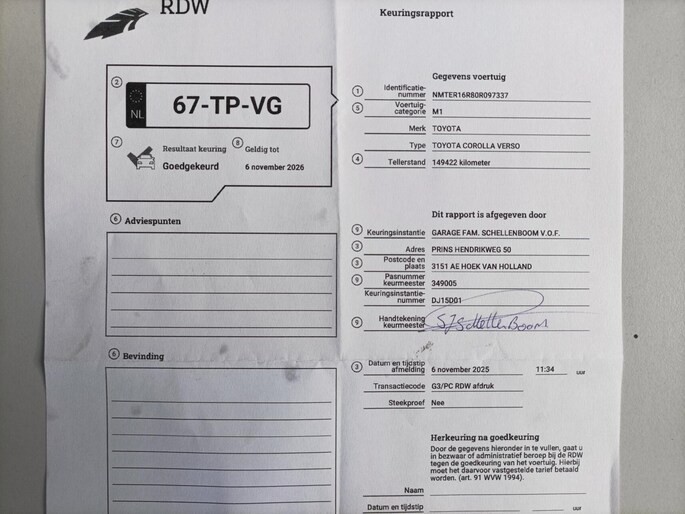 RDW
Keuringsrapport
2
NL
67-TP-VG
7 Resultaat keuring
Goedgekeurd
8 Geldig tot
6 november 2026
Gegevens voertuig
1 Identificatie-
nummer NMTER16R80R097337
5 Voertuig-
categorie M1
Merk TOYOTA
Type TOYOTA COROLLA VERSO
4 Tellerstand 149422 kilometer
6 Adviespunten
Dit rapport is afgegeven door
9 Keuringsinstantie GARAGE FAM. SCHELLENBOOM V.O.F.
3 Adres PRINS HENDRIKWEG 50
3 Postcode en
plaats 3151 AE HOEK VAN HOLLAND
9 Pasnummer
keurmeester 349005
Keuringsinstantie-
nummer DJ15D01
9 Handtekening
keurmeester SJSchellenBoom
6 Bevinding
3 Datum en tijdstip
afmelding 6 november 2025 11:34 uur
Transactiecode G3/PC RDW afdruk
Steekproef Nee
Herkeuring na goedkeuring
Door de gegevens hieronder in te vullen, gaat u
in bezwaar of administratief beroep bij de RDW
tegen de goedkeuring van het voertuig. Hierbij
moet het daarvoor vastgestelde tarief betaald
worden. (art. 91 WVW 1994).
Naam
Datum en tijdstip
uur